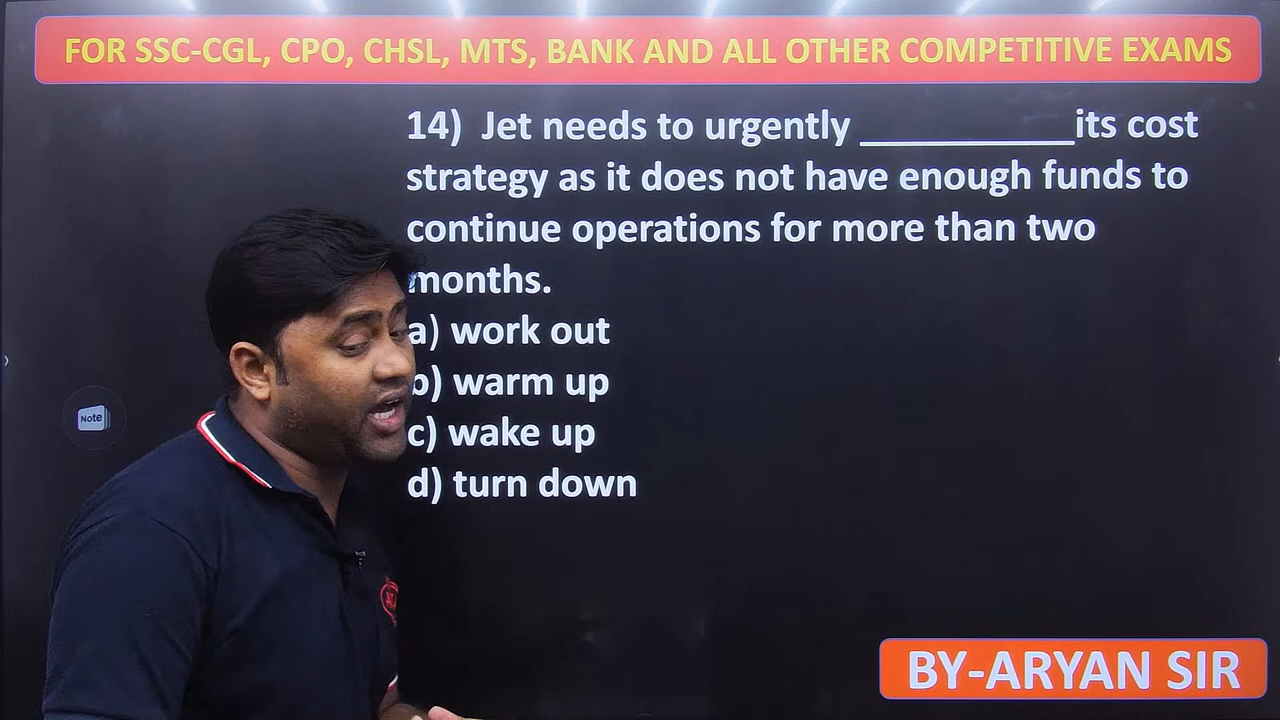 FOR SSC-CGL, CPO, CHSL, MTS, BANK AND ALL OTHER COMPETITIVE EXAMS
14) Jet needs to urgently __________its cost
strategy as it does not have enough funds to
continue operations for more than two
months.
a) work out
b) warm up
c) wake up
d) turn down
Note
BY-ARYAN SIR